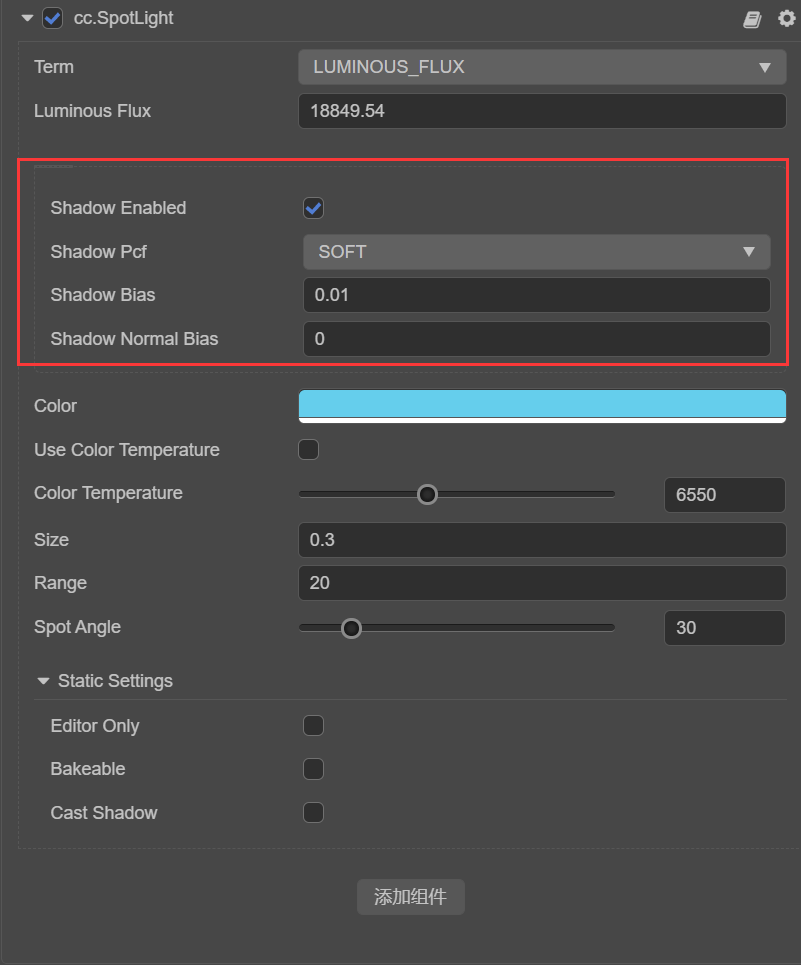 cc.SpotLight
Term LUMINOUS_FLUX
Luminous Flux 18849.54
Shadow Enabled
Shadow Pcf SOFT
Shadow Bias 0.01
Shadow Normal Bias 0
Color
Use Color Temperature
Color Temperature 6550
Size 0.3
Range 20
Spot Angle 30
Static Settings
Editor Only
Bakeable
Cast Shadow
添加组件